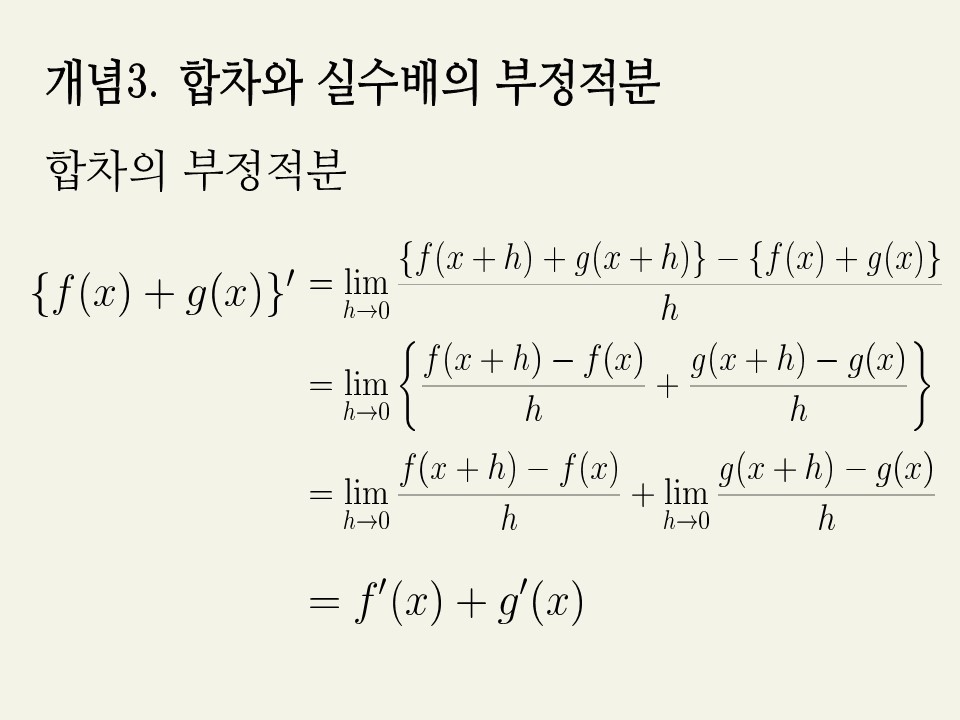 개념3. 합차와 실수배의 부정적분
합차의 부정적분
$\{f(x)+g(x)\}' = \lim_{h \to 0} \frac{\{f(x+h)+g(x+h)\}-\{f(x)+g(x)\}}{h}$
$= \lim_{h \to 0} \left\{ \frac{f(x+h)-f(x)}{h} + \frac{g(x+h)-g(x)}{h} \right\}$
$= \lim_{h \to 0} \frac{f(x+h)-f(x)}{h} + \lim_{h \to 0} \frac{g(x+h)-g(x)}{h}$
$= f'(x)+g'(x)$